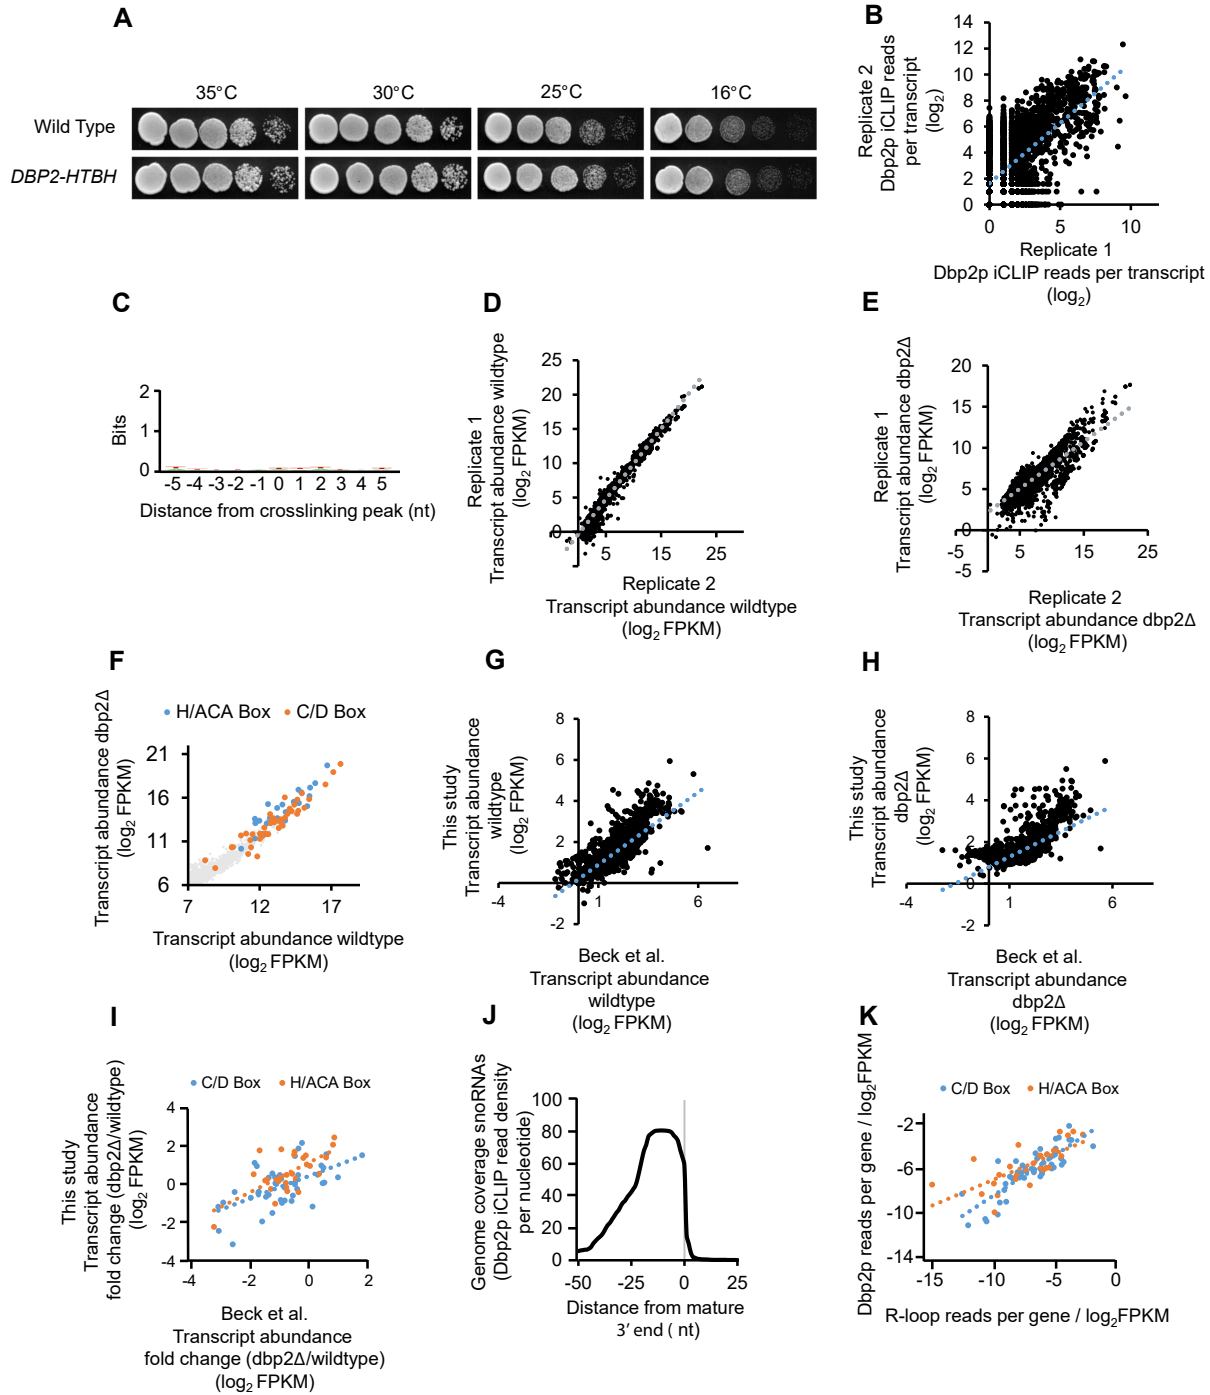 A
35°C
30°C
25°C
16°C
Wild Type
DBP2-HTBH
B
Replicate 2
Dbp2p iCLIP reads
per transcript
(log2)
14
12
10
8
6
4
2
0
0
5
10
Replicate 1
Dbp2p iCLIP reads per transcript
(log2)
C
Bits
2
1
0
-5 -4 -3 -2 -1 0 1 2 3 4 5
Distance from crosslinking peak (nt)
D
Replicate 1
Transcript abundance wildtype
(log2 FPKM)
25
20
15
10
5
0
-5
5
15
25
Replicate 2
Transcript abundance wildtype
(log2 FPKM)
E
Replicate 1
Transcript abundance dbp2Δ
(log2 FPKM)
20
15
10
5
0
-5
-5
5
15
25
Replicate 2
Transcript abundance dbp2Δ
(log2 FPKM)
F
H/ACA Box
C/D Box
Transcript abundance dbp2Δ
(log2 FPKM)
21
16
11
6
7
12
17
Transcript abundance wildtype
(log2 FPKM)
G
This study
Transcript abundance
wildtype
(log2 FPKM)
8
6
4
2
0
-2
-4
1
6
Beck et al.
Transcript abundance
wildtype
(log2 FPKM)
H
This study
Transcript abundance
dbp2Δ
(log2 FPKM)
8
6
4
2
0
-2
-4
1
6
Beck et al.
Transcript abundance
dbp2Δ
(log2 FPKM)
I
C/D Box
H/ACA Box
This study
Transcript abundance
fold change (dbp2Δ/wildtype)
(log2 FPKM)
4
2
0
-2
-4
-4
-2
0
2
Beck et al.
Transcript abundance
fold change (dbp2Δ/wildtype)
(log2 FPKM)
J
Genome coverage snoRNAs
(Dbp2p iCLIP read density
per nucleotide)
100
80
60
40
20
0
-50
-25
0
25
Distance from mature
3′ end ( nt)
K
C/D Box
H/ACA Box
Dbp2p reads per gene / log2FPKM
-2
-6
-10
-14
-15
-10
-5
0
R-loop reads per gene / log2FPKM